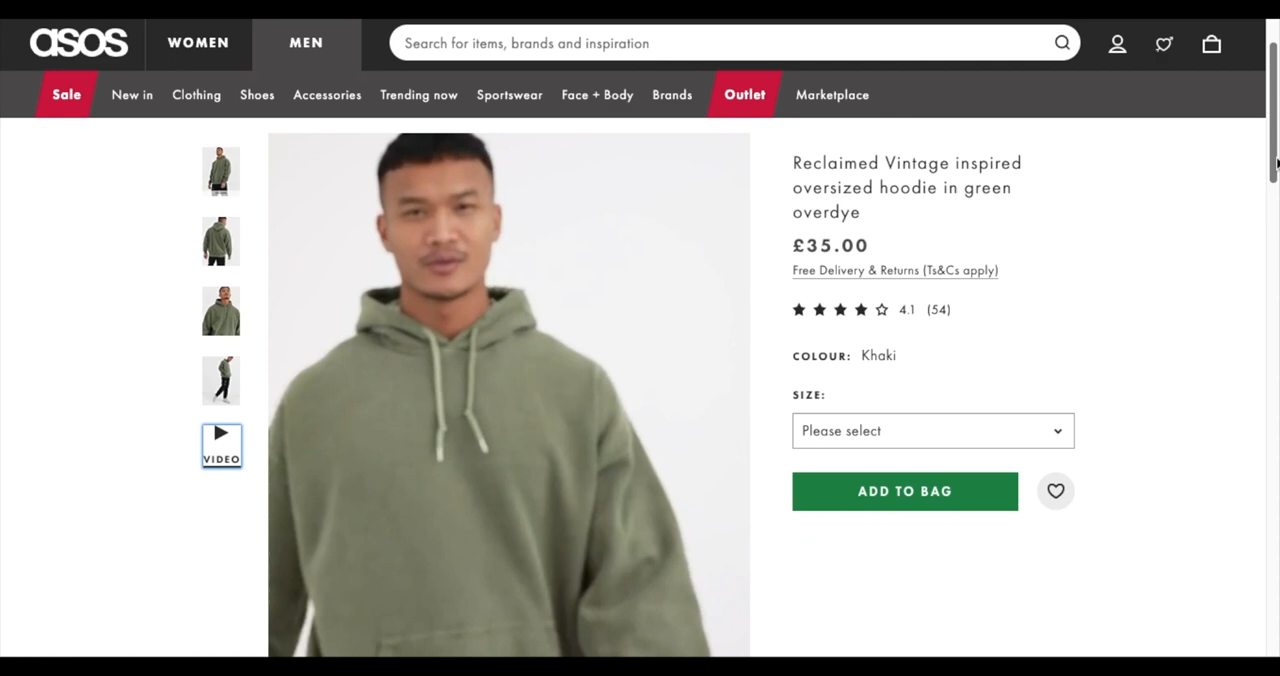 asos
WOMEN
MEN
Search for items, brands and inspiration
Sale
New in
Clothing
Shoes
Accessories
Trending now
Sportswear
Face + Body
Brands
Outlet
Marketplace
VIDEO
Reclaimed Vintage inspired
oversized hoodie in green
overdye
£35.00
Free Delivery & Returns (Ts&Cs apply)
4.1 (54)
COLOUR: Khaki
SIZE:
Please select
ADD TO BAG